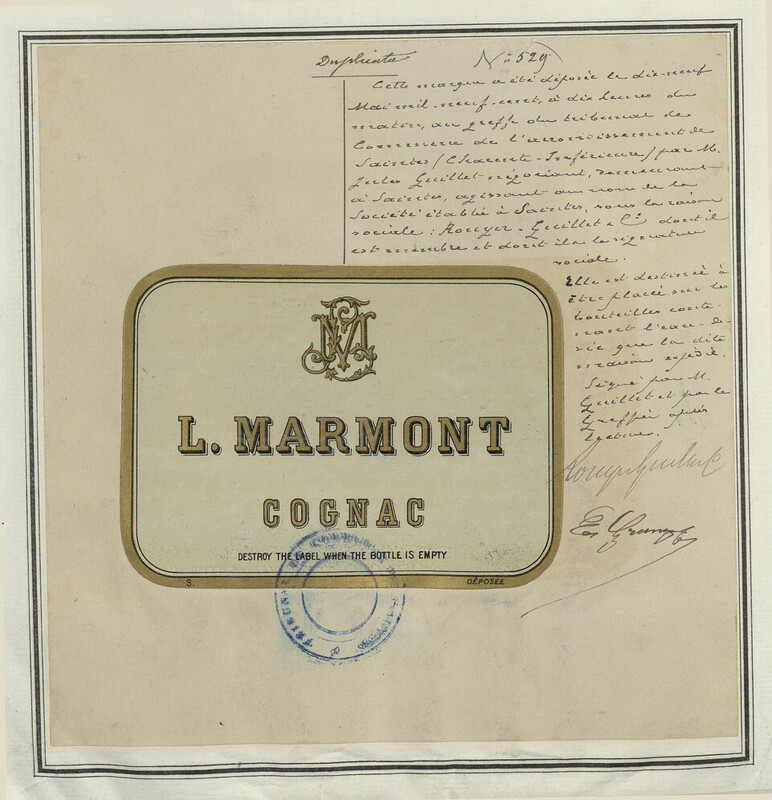 Duplicata
N° 529
Cette marque a été déposée le dix-neuf
Mai mil-neuf-cent, à dix heures du
matin, au greffe du tribunal de
Commerce de l'arrondissement de
Saintes (Charente-Inférieure) par M.
Jules Guillet négociant, demeurant
à Saintes, agissant au nom de la
Société établie à Saintes, sous la raison
sociale : Rouyer-Guillet & Cie dont il
est membre et dont il a la signature
sociale.
Elle est destinée à
être placée sur les
bouteilles conte-
nant l'eau-de-
vie que la dite
maison expédie.
Signé par M.
Guillet et par le
Greffier après
lecture.
Rouyer Guillet & C
JM
L. MARMONT
COGNAC
DESTROY THE LABEL WHEN THE BOTTLE IS EMPTY
S.
DÉPOSÉE
TRIBUNAL